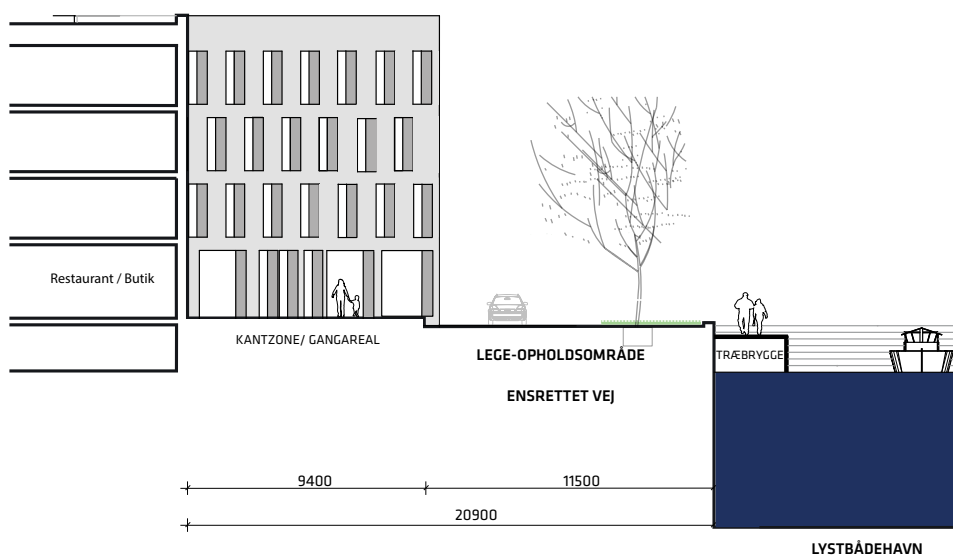 Restaurant / Butik
KANTZONE/ GANGAREAL
LEGE-OPHOLDSOMRÅDE
TRÆBRYGGE
ENSRETTET VEJ
9400
11500
20900
LYSTBÅDEHAVN